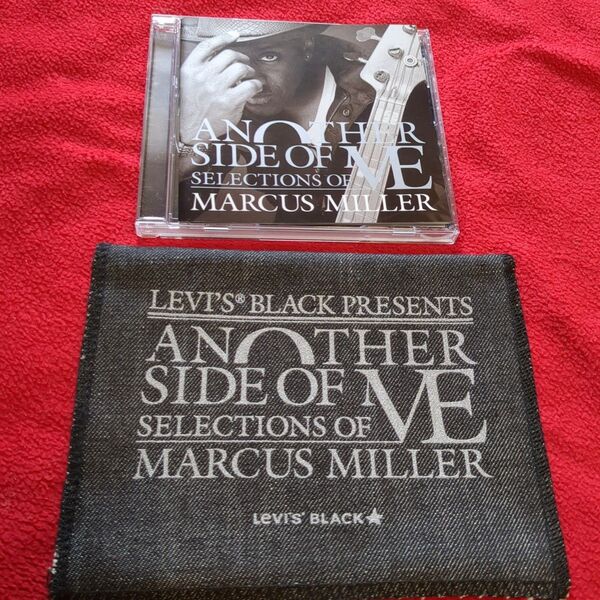 ANOTHER
SIDE OF ME
SELECTIONS OF
MARCUS MILLER
LEVI'S® BLACK PRESENTS
ANOTHER
SIDE OF ME
SELECTIONS OF
MARCUS MILLER
LEVI'S® BLACK★